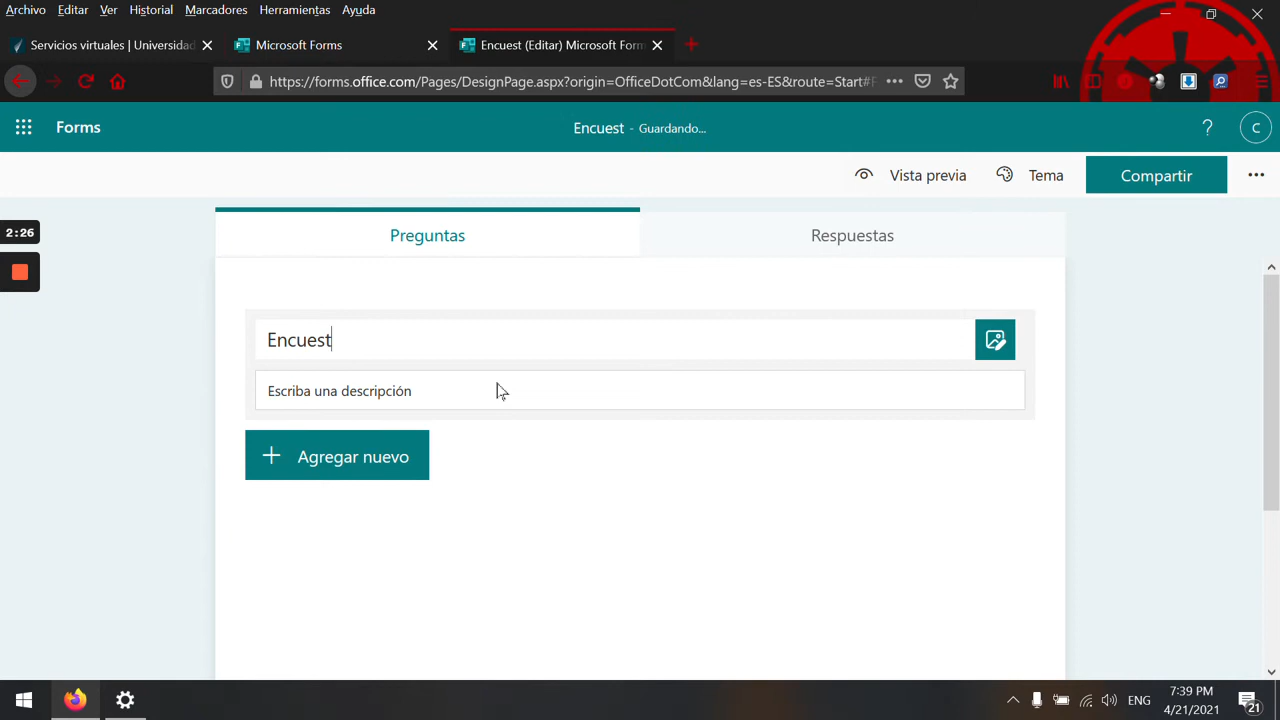 Archivo Editar Ver Historial Marcadores Herramientas Ayuda
Servicios virtuales | Universidad
Microsoft Forms
Encuest (Editar) Microsoft Form
https://forms.office.com/Pages/DesignPage.aspx?origin=OfficeDotCom&lang=es-ES&route=Start#F
Forms
Encuest - Guardando...
? C
Vista previa
Tema
Compartir
2:26
Preguntas
Respuestas
Encuest
Escriba una descripción
Agregar nuevo
ENG
7:39 PM
4/21/2021
21